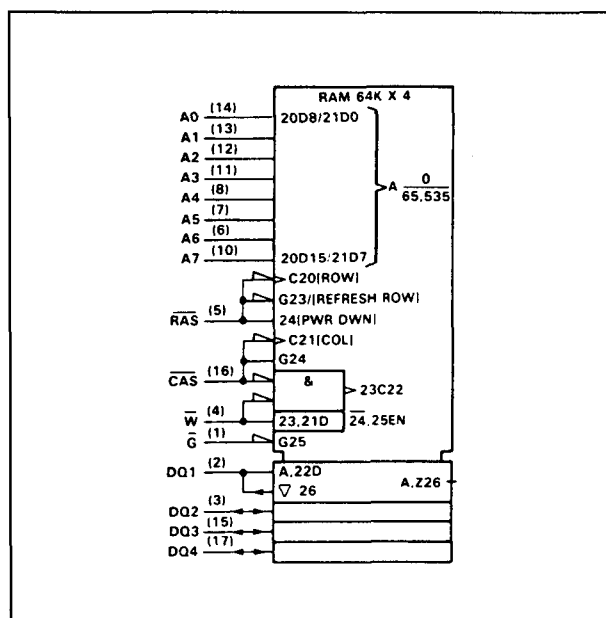 RAM 64K X 4
A0 (14) 20D8/21D0
A1 (13)
A2 (12)
A3 (11)
A4 (8)
A5 (7)
A6 (6)
A7 (10) 20D15/21D7
A 0/65,535
C20[ROW]
G23/[REFRESH ROW]
R̅A̅S̅ (5) 24[PWR DWN]
C21[COL]
G24
C̅A̅S̅ (16) & 23C22
W̅ (4) 23,21D 2̅4̅,25EN
G̅ (1) G25
DQ1 (2) A,22D
▽ 26 A,Z26
DQ2 (3)
DQ3 (15)
DQ4 (17)